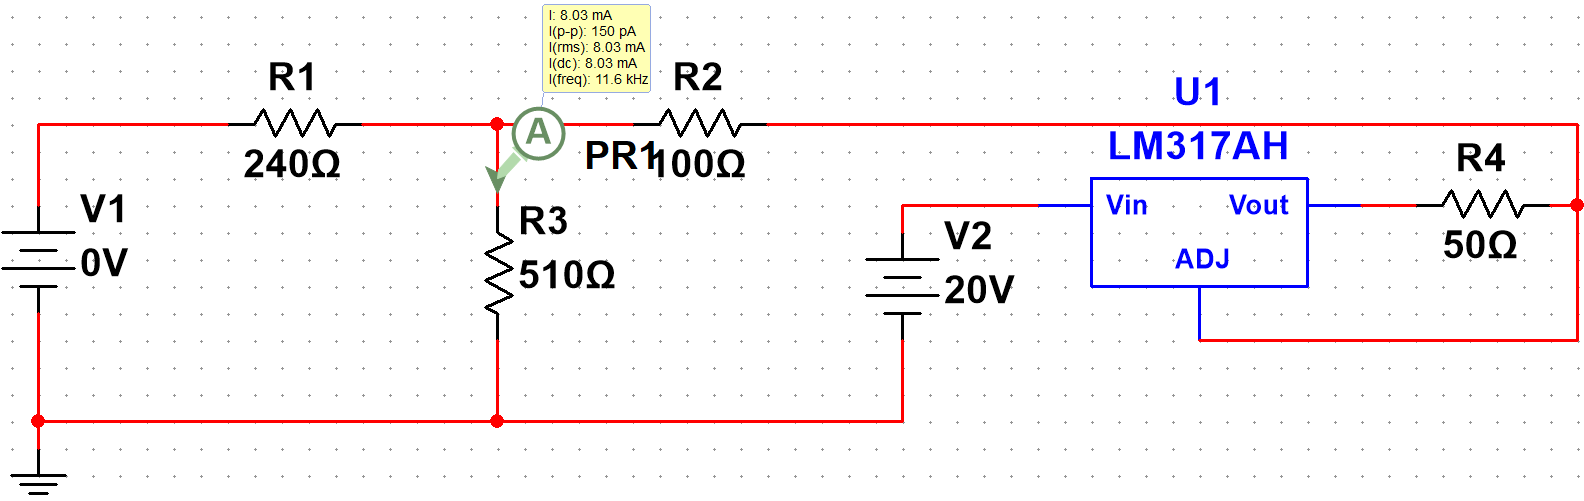 I: 8.03 mA
I(p-p): 150 pA
I(rms): 8.03 mA
I(dc): 8.03 mA
I(freq): 11.6 kHz
R1
240Ω
A
PR1
R2
100Ω
U1
LM317AH
Vin
Vout
ADJ
R4
50Ω
V1
0V
R3
510Ω
V2
20V